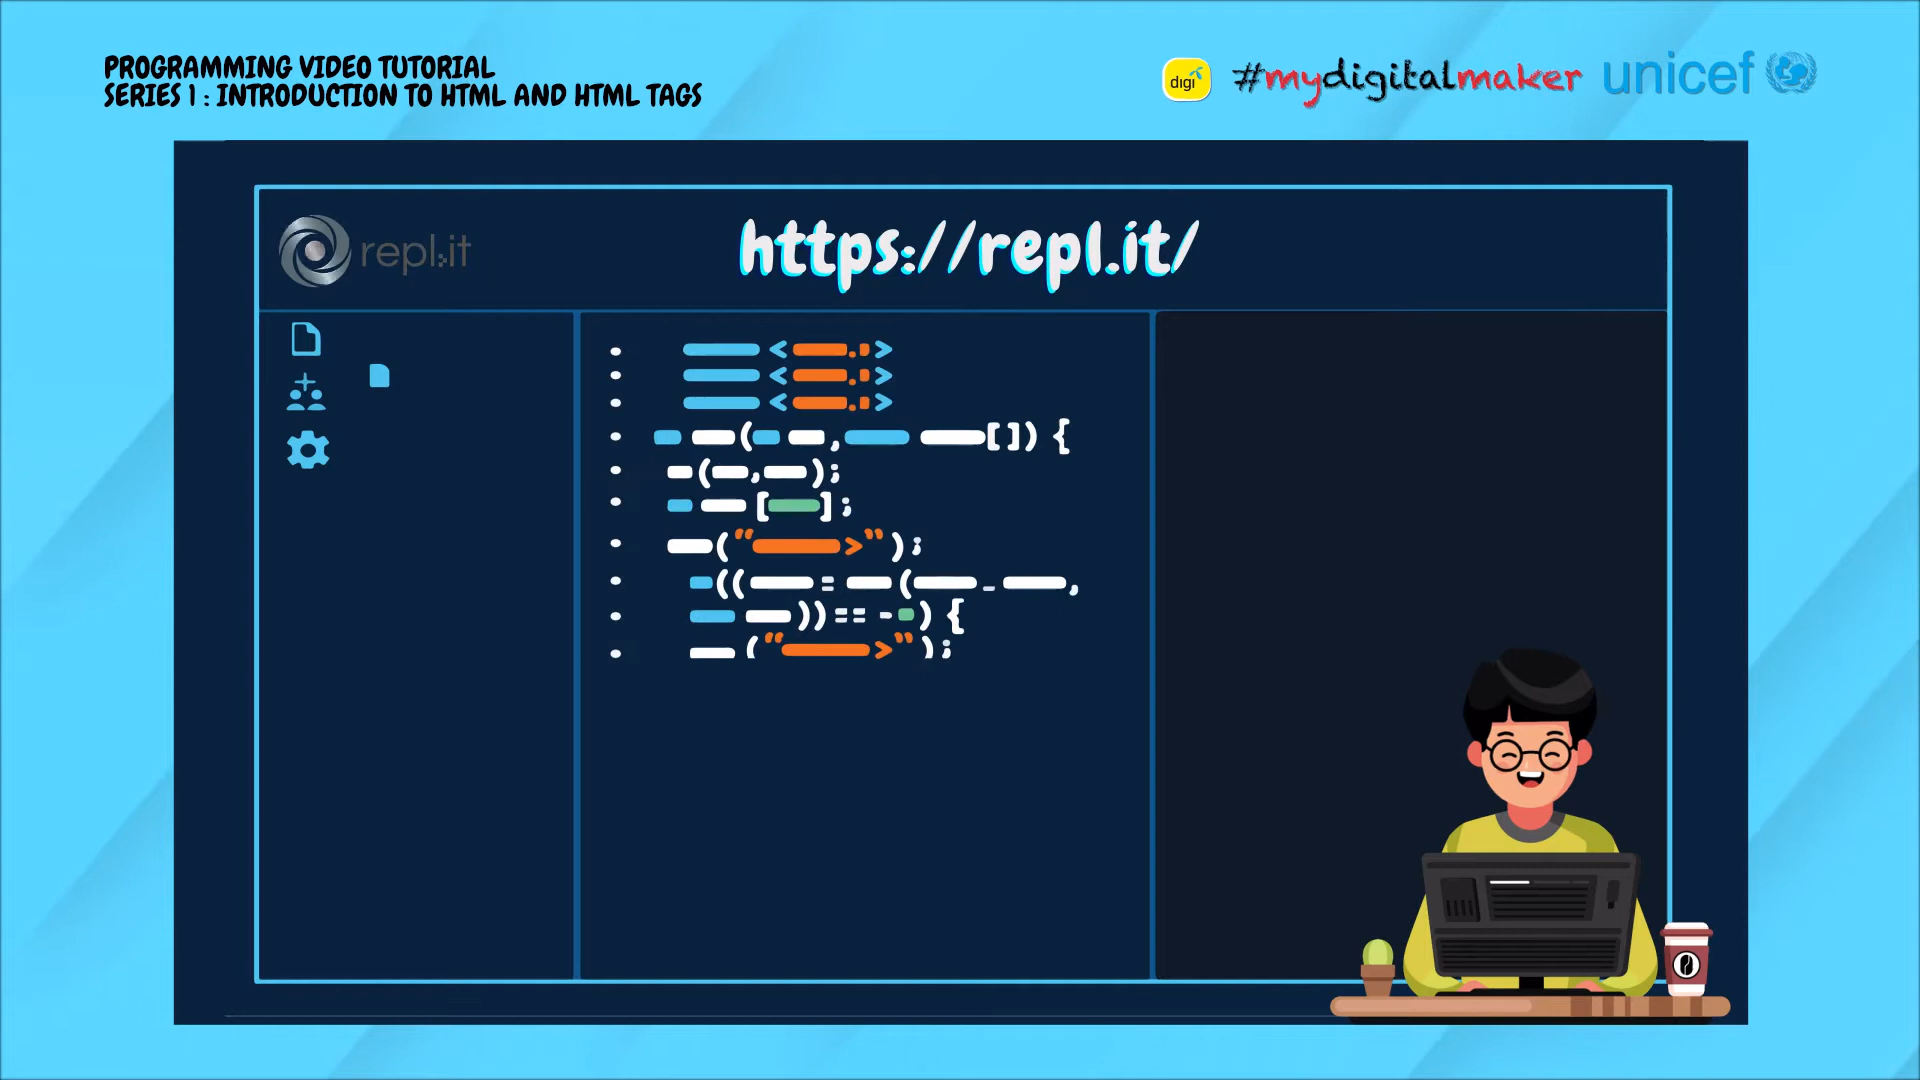 PROGRAMMING VIDEO TUTORIAL
SERIES 1 : INTRODUCTION TO HTML AND HTML TAGS
digi
#mydigitalmaker
unicef
repl.it
https://repl.it/